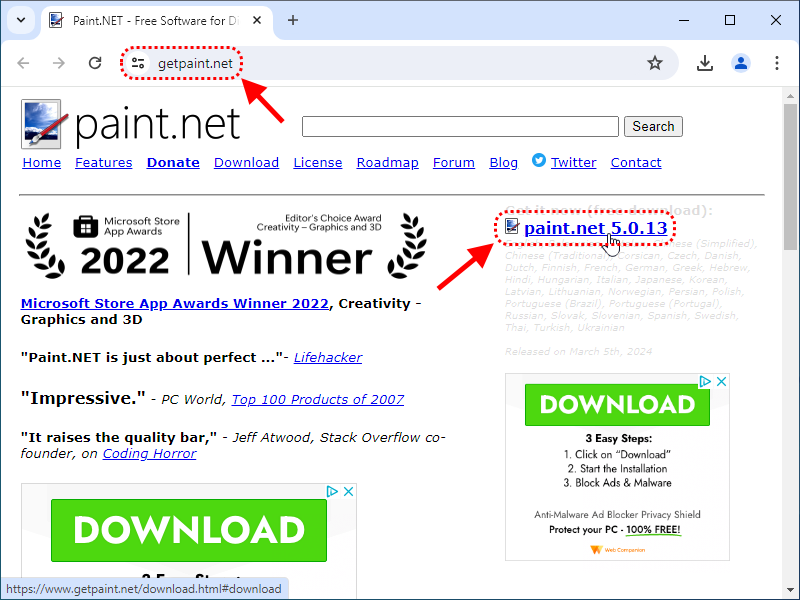 Paint.NET - Free Software for Di
getpaint.net
paint.net
Search
Home Features Donate Download License Roadmap Forum Blog Twitter Contact
Microsoft Store
App Awards
2022
Editor's Choice Award
Creativity – Graphics and 3D
Winner
Microsoft Store App Awards Winner 2022, Creativity -
Graphics and 3D
"Paint.NET is just about perfect ..."- Lifehacker
"Impressive." - PC World, Top 100 Products of 2007
"It raises the quality bar," - Jeff Atwood, Stack Overflow co-
founder, on Coding Horror
DOWNLOAD
3 Easy Steps:
Get it now (free download):
paint.net 5.0.13
(Simplified),
Chinese (Traditional), Corsican, Czech, Danish,
Dutch, Finnish, French, German, Greek, Hebrew,
Hindi, Hungarian, Italian, Japanese, Korean,
Latvian, Lithuanian, Norwegian, Persian, Polish,
Portuguese (Brazil), Portuguese (Portugal),
Russian, Slovak, Slovenian, Spanish, Swedish,
Thai, Turkish, Ukrainian
Released on March 5th, 2024
DOWNLOAD
3 Easy Steps:
1. Click on “Download”
2. Start the Installation
3. Block Ads & Malware
Anti-Malware Ad Blocker Privacy Shield
Protect your PC - 100% FREE!
Web Companion
https://www.getpaint.net/download.html#download